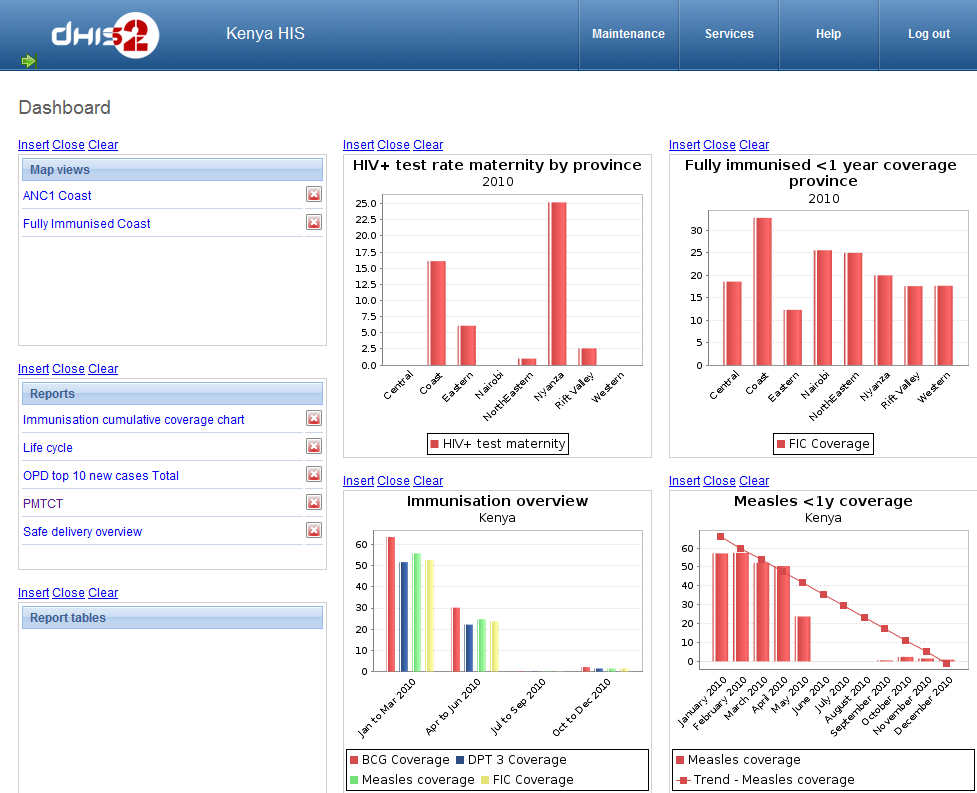 dHIS2
Kenya HIS
Maintenance
Services
Help
Log out
Dashboard
Insert Close Clear
Map views
ANC1 Coast
Fully Immunised Coast
Insert Close Clear
Reports
Immunisation cumulative coverage chart
Life cycle
OPD top 10 new cases Total
PMTCT
Safe delivery overview
Insert Close Clear
Report tables
Insert Close Clear
HIV+ test rate maternity by province
2010
25.0
22.5
20.0
17.5
15.0
12.5
10.0
7.5
5.0
2.5
0.0
Central
Coast
Eastern
Nairobi
NorthEastern
Nyanza
Rift Valley
Western
HIV+ test maternity
Insert Close Clear
Fully immunised <1 year coverage
province
2010
30
25
20
15
10
5
0
Central
Coast
Eastern
Nairobi
NorthEastern
Nyanza
Rift Valley
Western
FIC Coverage
Insert Close Clear
Immunisation overview
Kenya
60
50
40
30
20
10
0
Jan to Mar 2010
Apr to Jun 2010
Jul to Sep 2010
Oct to Dec 2010
BCG Coverage DPT 3 Coverage
Measles coverage FIC Coverage
Insert Close Clear
Measles <1y coverage
Kenya
60
50
40
30
20
10
0
January 2010
February 2010
March 2010
April 2010
May 2010
June 2010
July 2010
August 2010
September 2010
October 2010
November 2010
December 2010
Measles coverage
Trend - Measles coverage